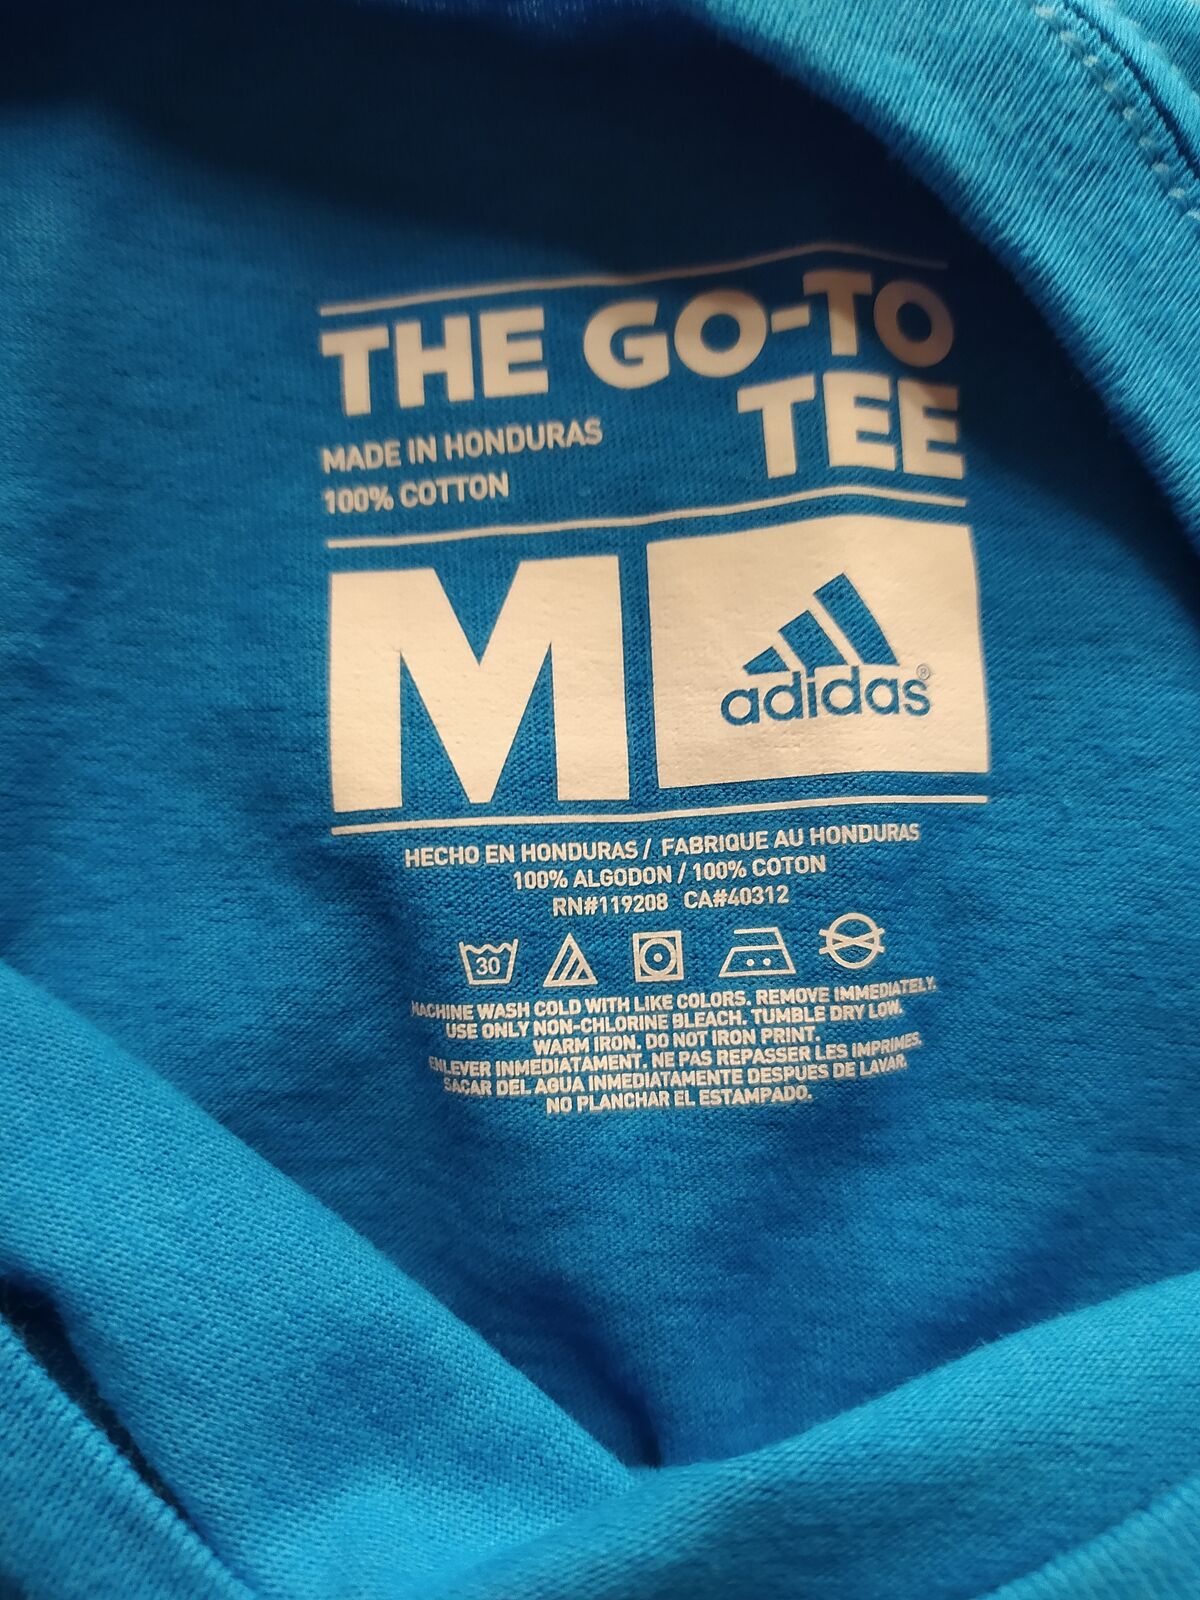 THE GO-TO
TEE
MADE IN HONDURAS
100% COTTON
M
adidas®
HECHO EN HONDURAS / FABRIQUE AU HONDURAS
100% ALGODON / 100% COTON
RN#119208 CA#40312
30
MACHINE WASH COLD WITH LIKE COLORS. REMOVE IMMEDIATELY.
USE ONLY NON-CHLORINE BLEACH. TUMBLE DRY LOW.
WARM IRON. DO NOT IRON PRINT.
ENLEVER INMEDIATAMENT. NE PAS REPASSER LES IMPRIMES.
SACAR DEL AGUA INMEDIATAMENTE DESPUES DE LAVAR.
NO PLANCHAR EL ESTAMPADO.